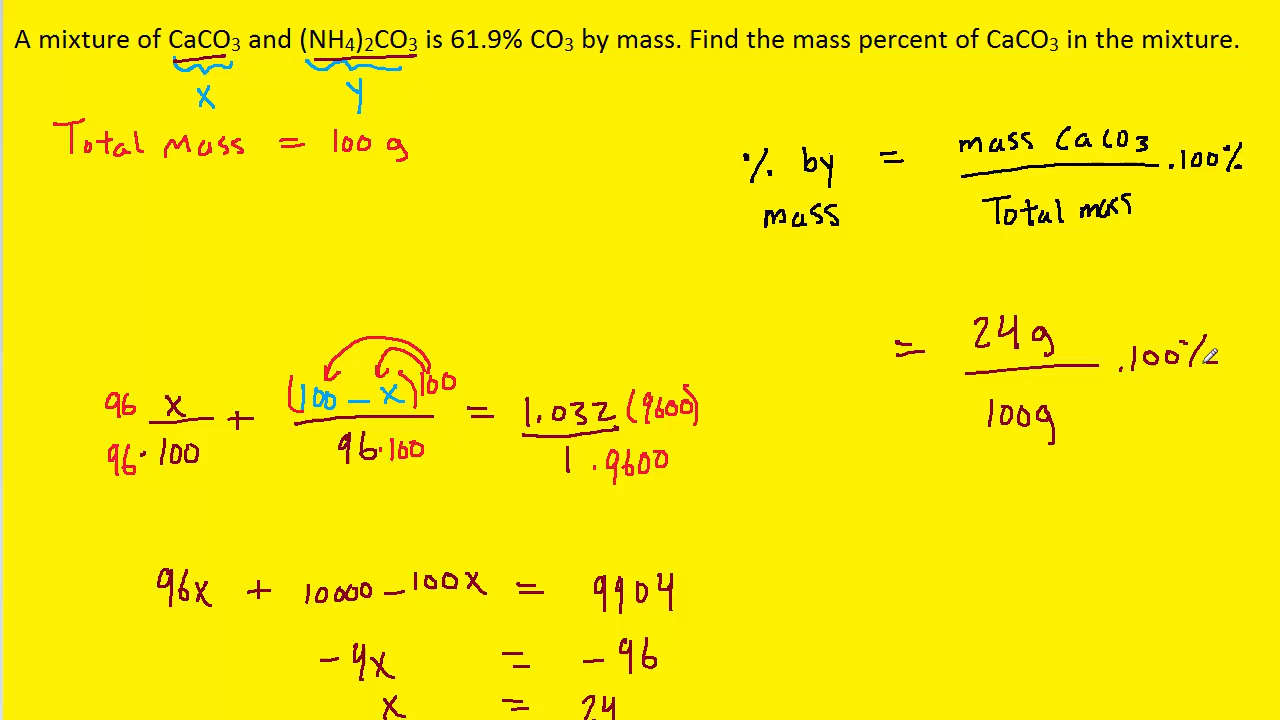 A mixture of CaCO₃ and (NH₄)₂CO₃ is 61.9% CO₃ by mass. Find the mass percent of CaCO₃ in the mixture.
x y
Total mass = 100 g
% by mass = mass CaCO₃ / Total mass . 100%
= 24g / 100g . 100%
96 x / 96 . 100 + (100 - x) 100 / 96 . 100 = 1.032 (9600) / 1 . 9600
96x + 10000 - 100x = 9904
- 4x = - 96
x = 24